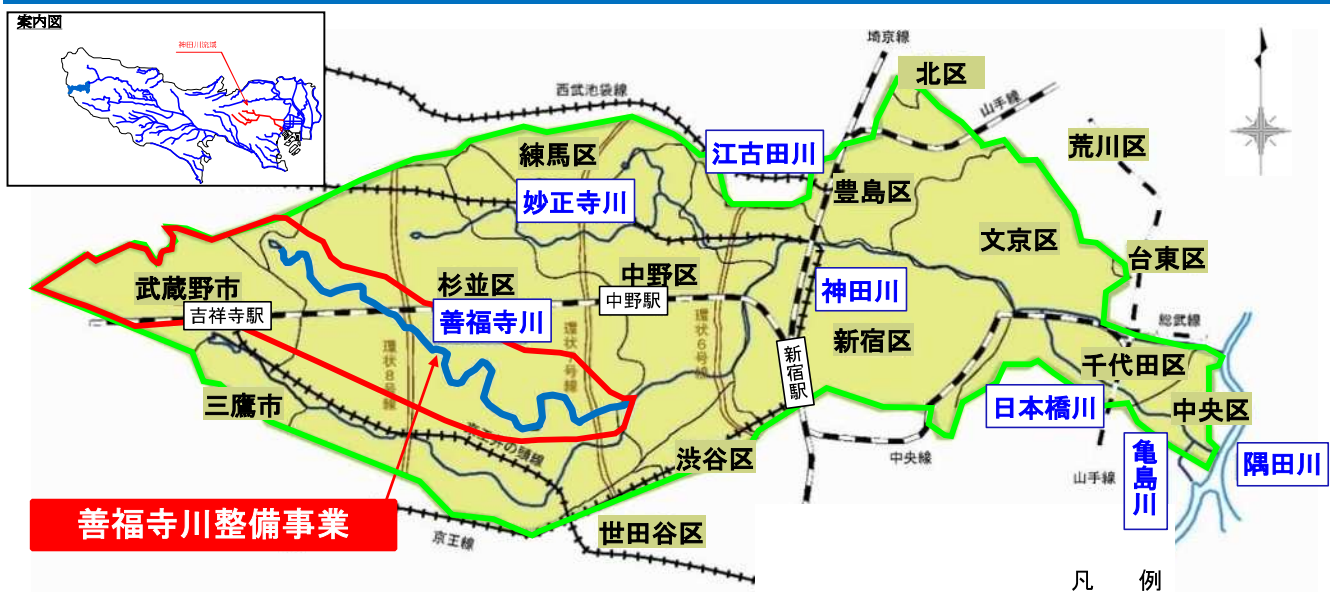 案内図
神田川流域
埼京線
北区
西武池袋線
山手線
江古田川
荒川区
練馬区
豊島区
妙正寺川
文京区
台東区
武蔵野市
杉並区
中野区
神田川
吉祥寺駅
中野駅
善福寺川
環状8号線
環状7号線
環状6号線
新宿駅
新宿区
総武線
千代田区
三鷹市
日本橋川
中央区
京王井の頭線
渋谷区
中央線
山手線
亀島川
隅田川
善福寺川整備事業
京王線
世田谷区
凡 例